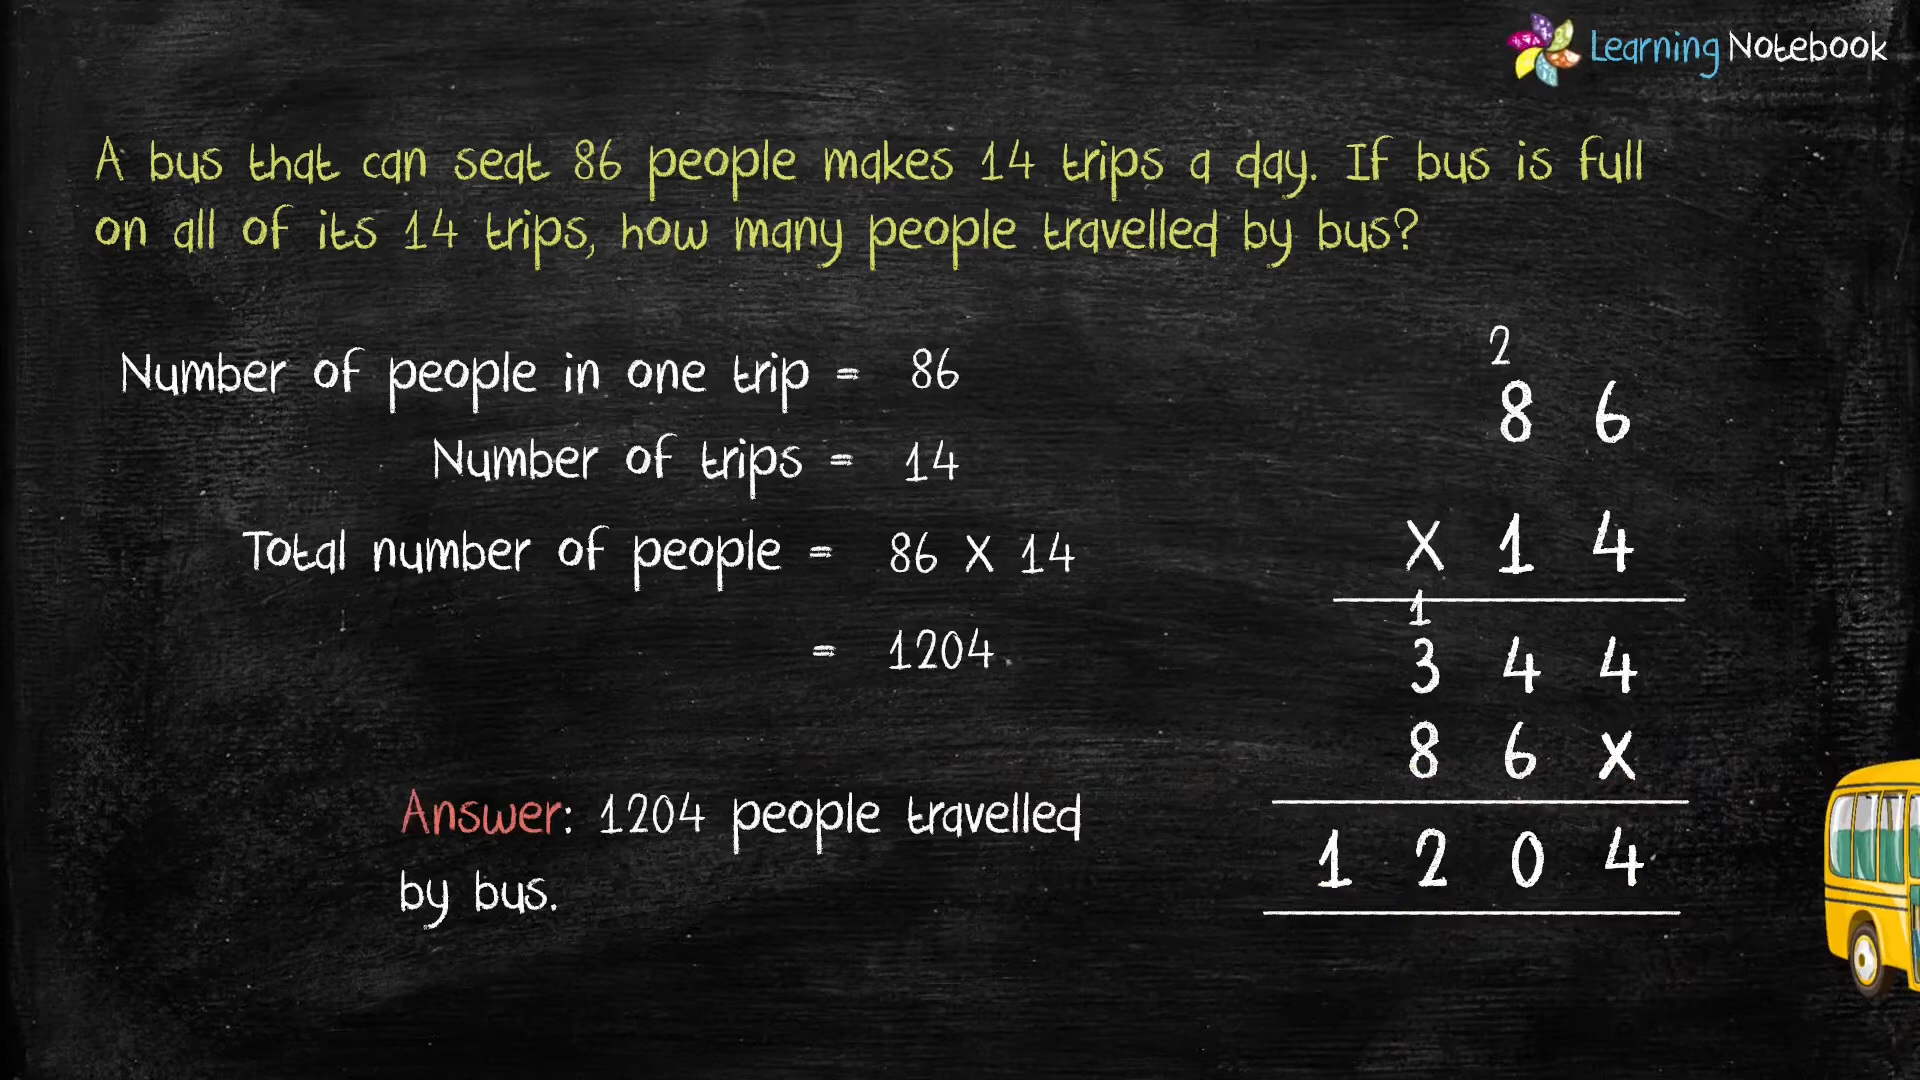 Learning Notebook
A bus that can seat 86 people makes 14 trips a day. If bus is full
on all of its 14 trips, how many people travelled by bus?
Number of people in one trip = 86
Number of trips = 14
Total number of people = 86 X 14
= 1204
Answer: 1204 people travelled
by bus.
2
8 6
X 1 4
1
3 4 4
8 6 X
1 2 0 4